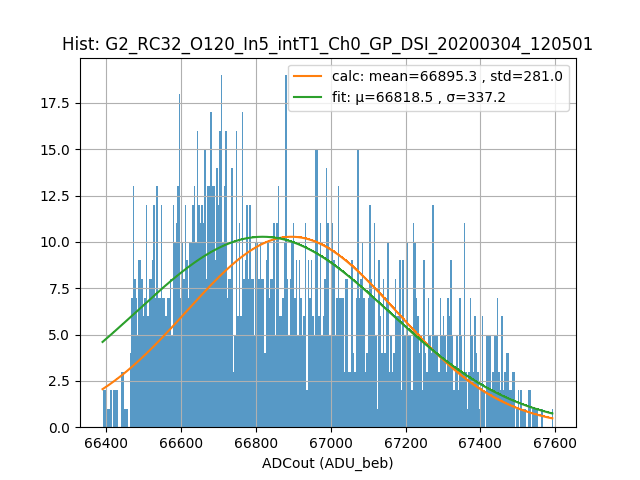 Hist: G2_RC32_O120_In5_intT1_Ch0_GP_DSI_20200304_120501
calc: mean=66895.3 , std=281.0
fit: μ=66818.5 , σ=337.2
17.5
15.0
12.5
10.0
7.5
5.0
2.5
0.0
66400 66600 66800 67000 67200 67400 67600
ADCout (ADU_beb)